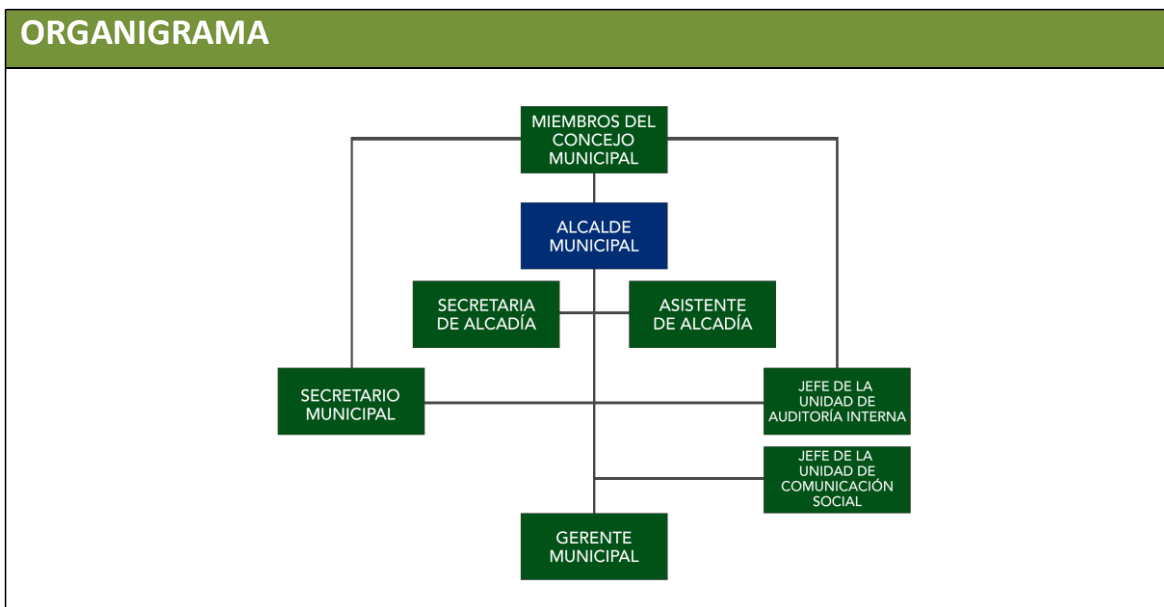 ORGANIGRAMA
MIEMBROS DEL
CONCEJO
MUNICIPAL
ALCALDE
MUNICIPAL
SECRETARIA
DE ALCADÍA
ASISTENTE
DE ALCADÍA
SECRETARIO
MUNICIPAL
JEFE DE LA
UNIDAD DE
AUDITORÍA INTERNA
JEFE DE LA
UNIDAD DE
COMUNICACIÓN
SOCIAL
GERENTE
MUNICIPAL